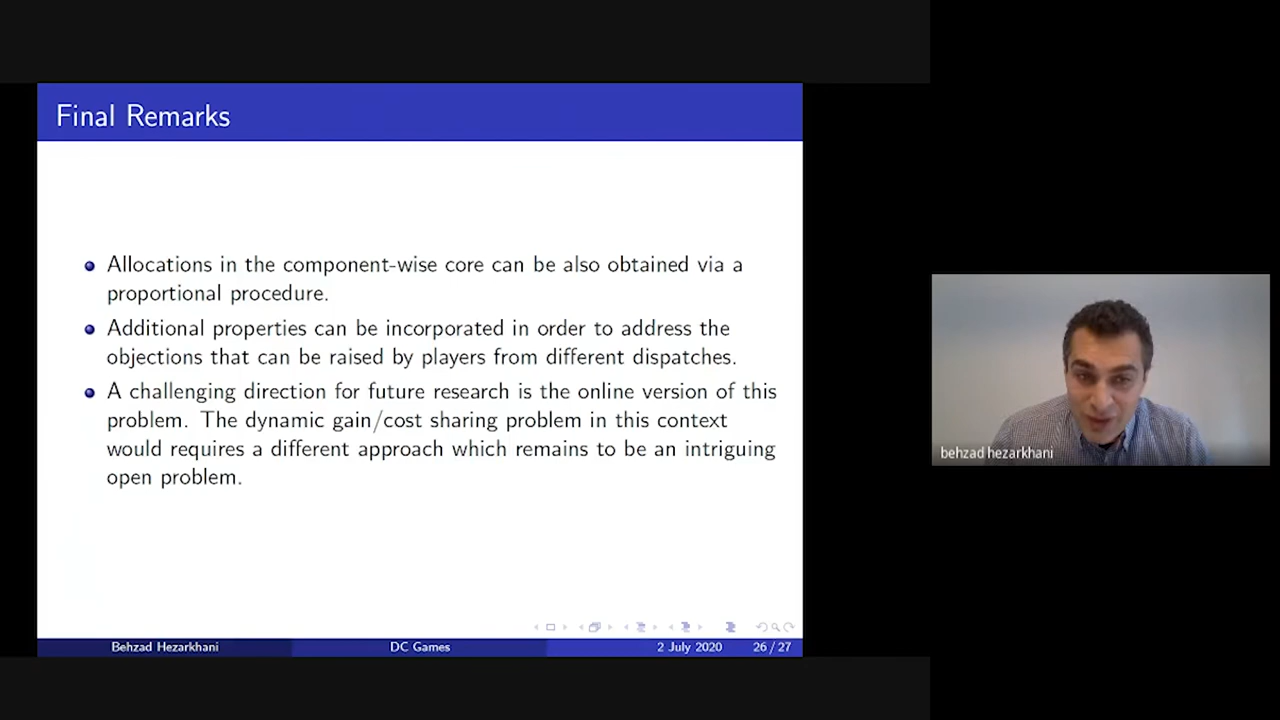 Final Remarks
Allocations in the component-wise core can be also obtained via a
proportional procedure.
Additional properties can be incorporated in order to address the
objections that can be raised by players from different dispatches.
A challenging direction for future research is the online version of this
problem. The dynamic gain/cost sharing problem in this context
would requires a different approach which remains to be an intriguing
open problem.
Behzad Hezarkhani DC Games 2 July 2020 26 / 27
behzad hezarkhani